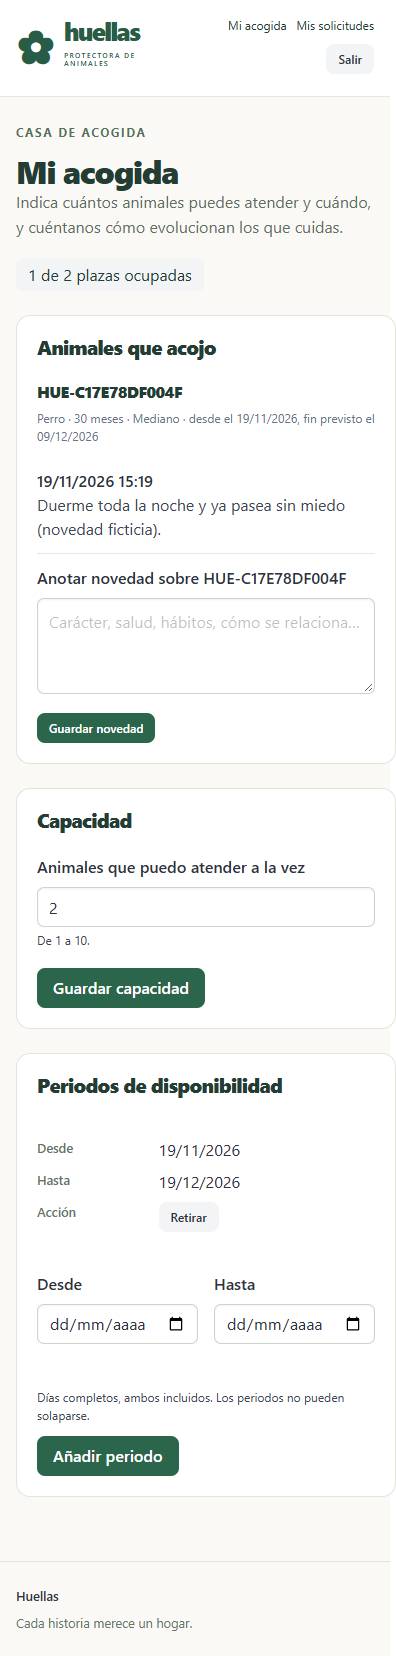 huellas
PROTECTORA DE
ANIMALES
Mi acogida Mis solicitudes
Salir
CASA DE ACOGIDA
Mi acogida
Indica cuántos animales puedes atender y cuándo,
y cuéntanos cómo evolucionan los que cuidas.
1 de 2 plazas ocupadas
Animales que acojo
HUE-C17E78DF004F
Perro · 30 meses · Mediano · desde el 19/11/2026, fin previsto el
09/12/2026
19/11/2026 15:19
Duerme toda la noche y ya pasea sin miedo
(novedad ficticia).
Anotar novedad sobre HUE-C17E78DF004F
Carácter, salud, hábitos, cómo se relaciona...
Guardar novedad
Capacidad
Animales que puedo atender a la vez
2
De 1 a 10.
Guardar capacidad
Periodos de disponibilidad
Desde 19/11/2026
Hasta 19/12/2026
Acción Retirar
Desde Hasta
dd/mm/aaaa dd/mm/aaaa
Días completos, ambos incluidos. Los periodos no pueden
solaparse.
Añadir periodo
Huellas
Cada historia merece un hogar.